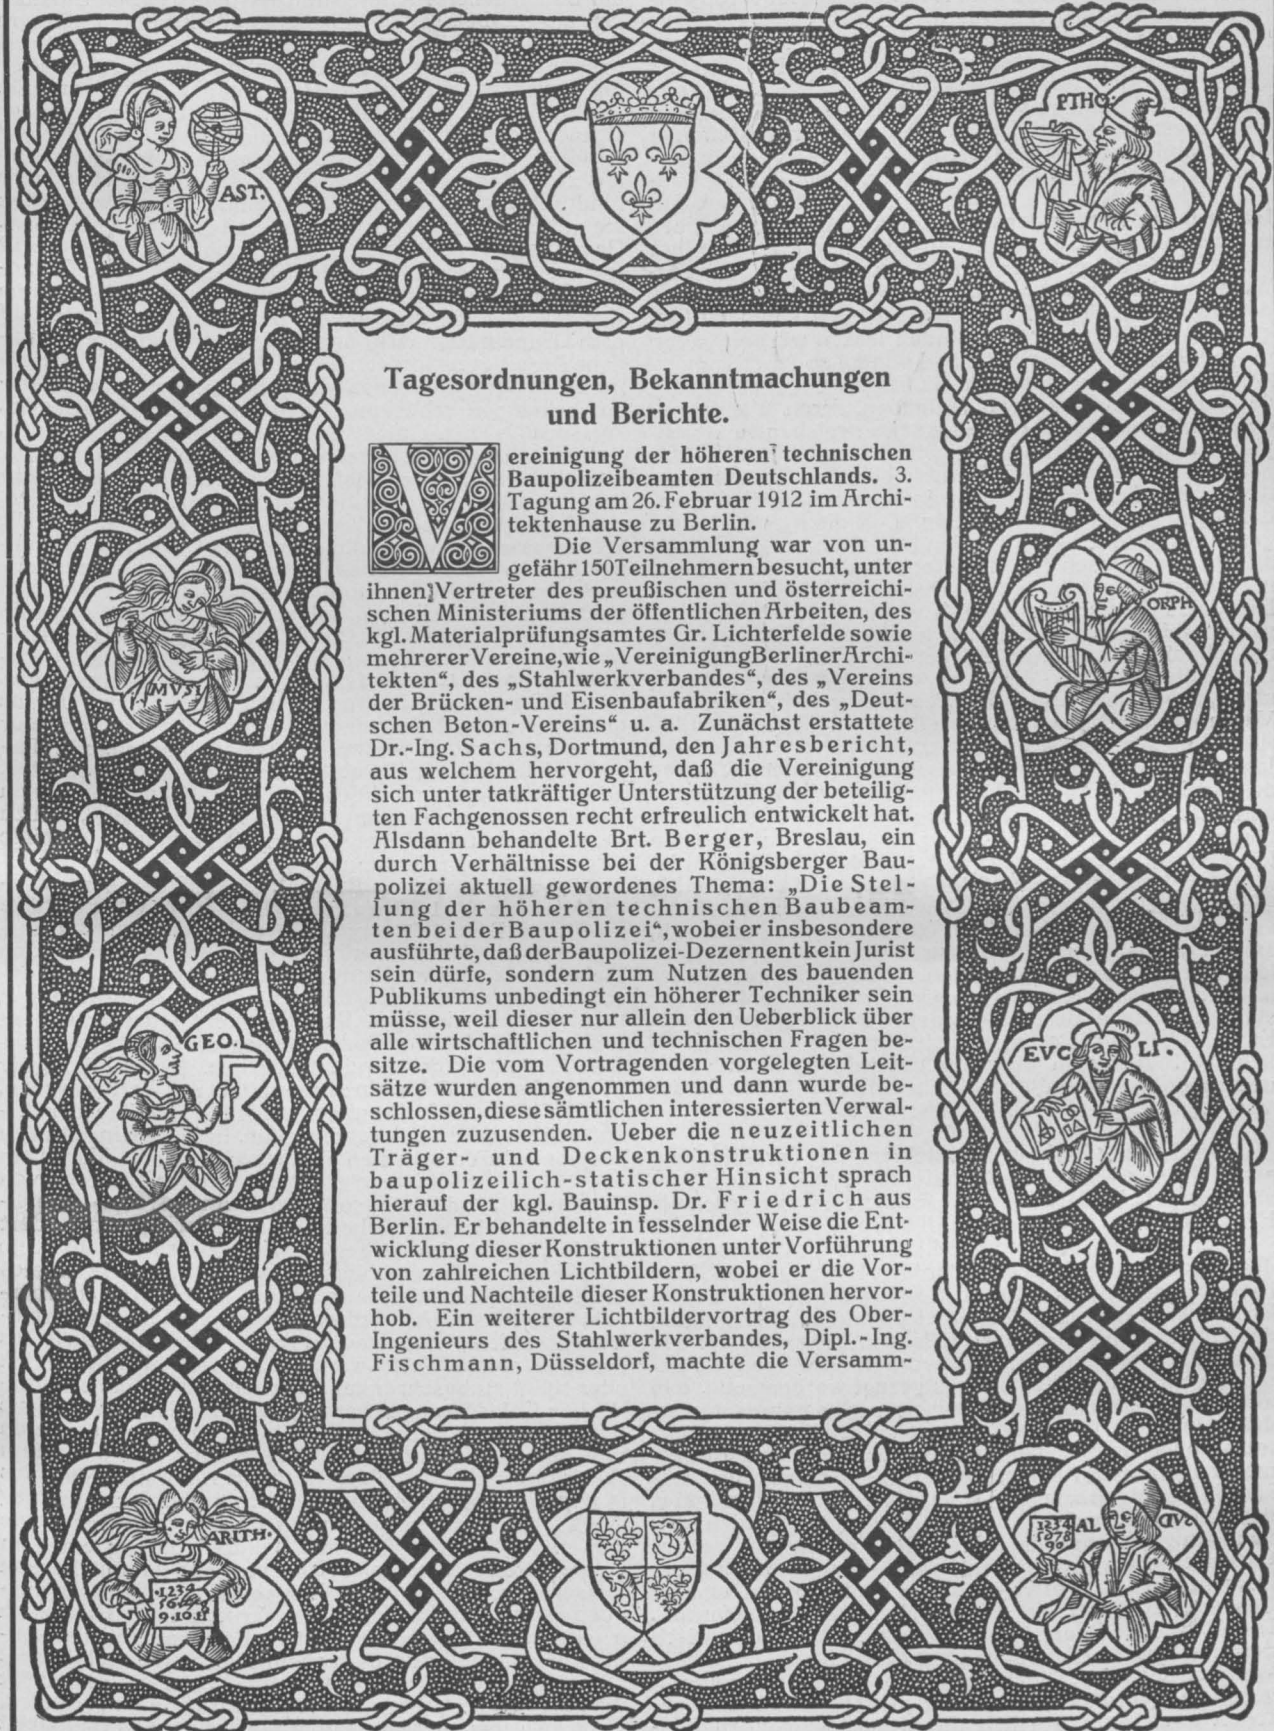 AST.
PTHO:
Tagesordnungen, Bekanntmachungen
und Berichte.
Vereinigung der höheren technischen
Baupolizeibeamten Deutschlands. 3.
Tagung am 26. Februar 1912 im Archi-
tektenhause zu Berlin.
Die Versammlung war von un-
gefähr 150 Teilnehmern besucht, unter
ihnen Vertreter des preußischen und österreichi-
schen Ministeriums der öffentlichen Arbeiten, des
kgl. Materialprüfungsamtes Gr. Lichterfelde sowie
mehrerer Vereine, wie „Vereinigung Berliner Archi-
tekten“, des „Stahlwerkverbandes“, des „Vereins
der Brücken- und Eisenbaufabriken“, des „Deut-
schen Beton-Vereins“ u. a. Zunächst erstattete
Dr.-Ing. Sachs, Dortmund, den Jahresbericht,
aus welchem hervorgeht, daß die Vereinigung
sich unter tatkräftiger Unterstützung der beteilig-
ten Fachgenossen recht erfreulich entwickelt hat.
Alsdann behandelte Brt. Berger, Breslau, ein
durch Verhältnisse bei der Königsberger Bau-
polizei aktuell gewordenes Thema: „Die Stel-
lung der höheren technischen Baubeam-
ten bei der Baupolizei“, wobei er insbesondere
ausführte, daß der Baupolizei-Dezernent kein Jurist
sein dürfe, sondern zum Nutzen des bauenden
Publikums unbedingt ein höherer Techniker sein
müsse, weil dieser nur allein den Ueberblick über
alle wirtschaftlichen und technischen Fragen be-
sitze. Die vom Vortragenden vorgelegten Leit-
sätze wurden angenommen und dann wurde be-
schlossen, diese sämtlichen interessierten Verwal-
tungen zuzusenden. Ueber die neuzeitlichen
Träger- und Deckenkonstruktionen in
baupolizeilich-statischer Hinsicht sprach
hierauf der kgl. Bauinsp. Dr. Friedrich aus
Berlin. Er behandelte in fesselnder Weise die Ent-
wicklung dieser Konstruktionen unter Vorführung
von zahlreichen Lichtbildern, wobei er die Vor-
teile und Nachteile dieser Konstruktionen hervor-
hob. Ein weiterer Lichtbildervortrag des Ober-
Ingenieurs des Stahlwerkverbandes, Dipl.-Ing.
Fischmann, Düsseldorf, machte die Versamm-
MVSI
ORPH
GEO.
EVC LI.
ARITH.
.1234
9.10.11
AL
1234